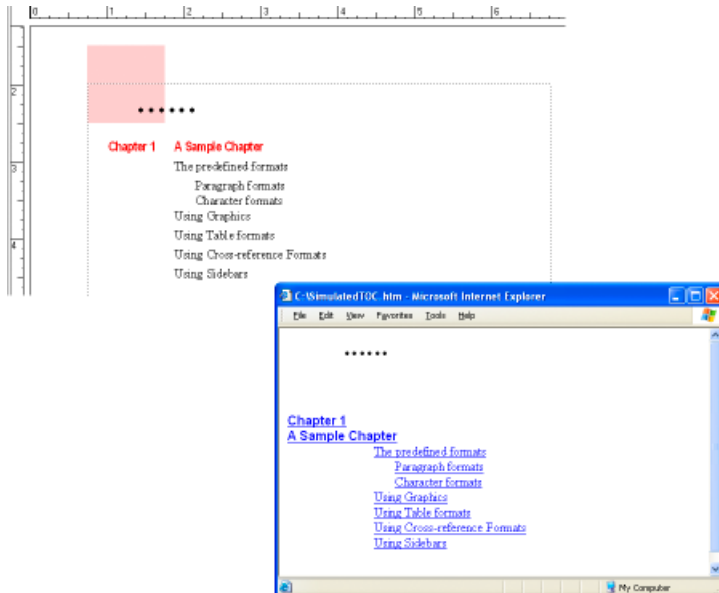 0 1 2 3 4 5 6
2
3
4
••••••
Chapter 1 A Sample Chapter
The predefined formats
Paragraph formats
Character formats
Using Graphics
Using Table formats
Using Cross-reference Formats
Using Sidebars
C:\SimulatedTOC.htm - Microsoft Internet Explorer
File Edit View Favorites Tools Help
••••••
Chapter 1
A Sample Chapter
The predefined formats
Paragraph formats
Character formats
Using Graphics
Using Table formats
Using Cross-reference Formats
Using Sidebars
My Computer